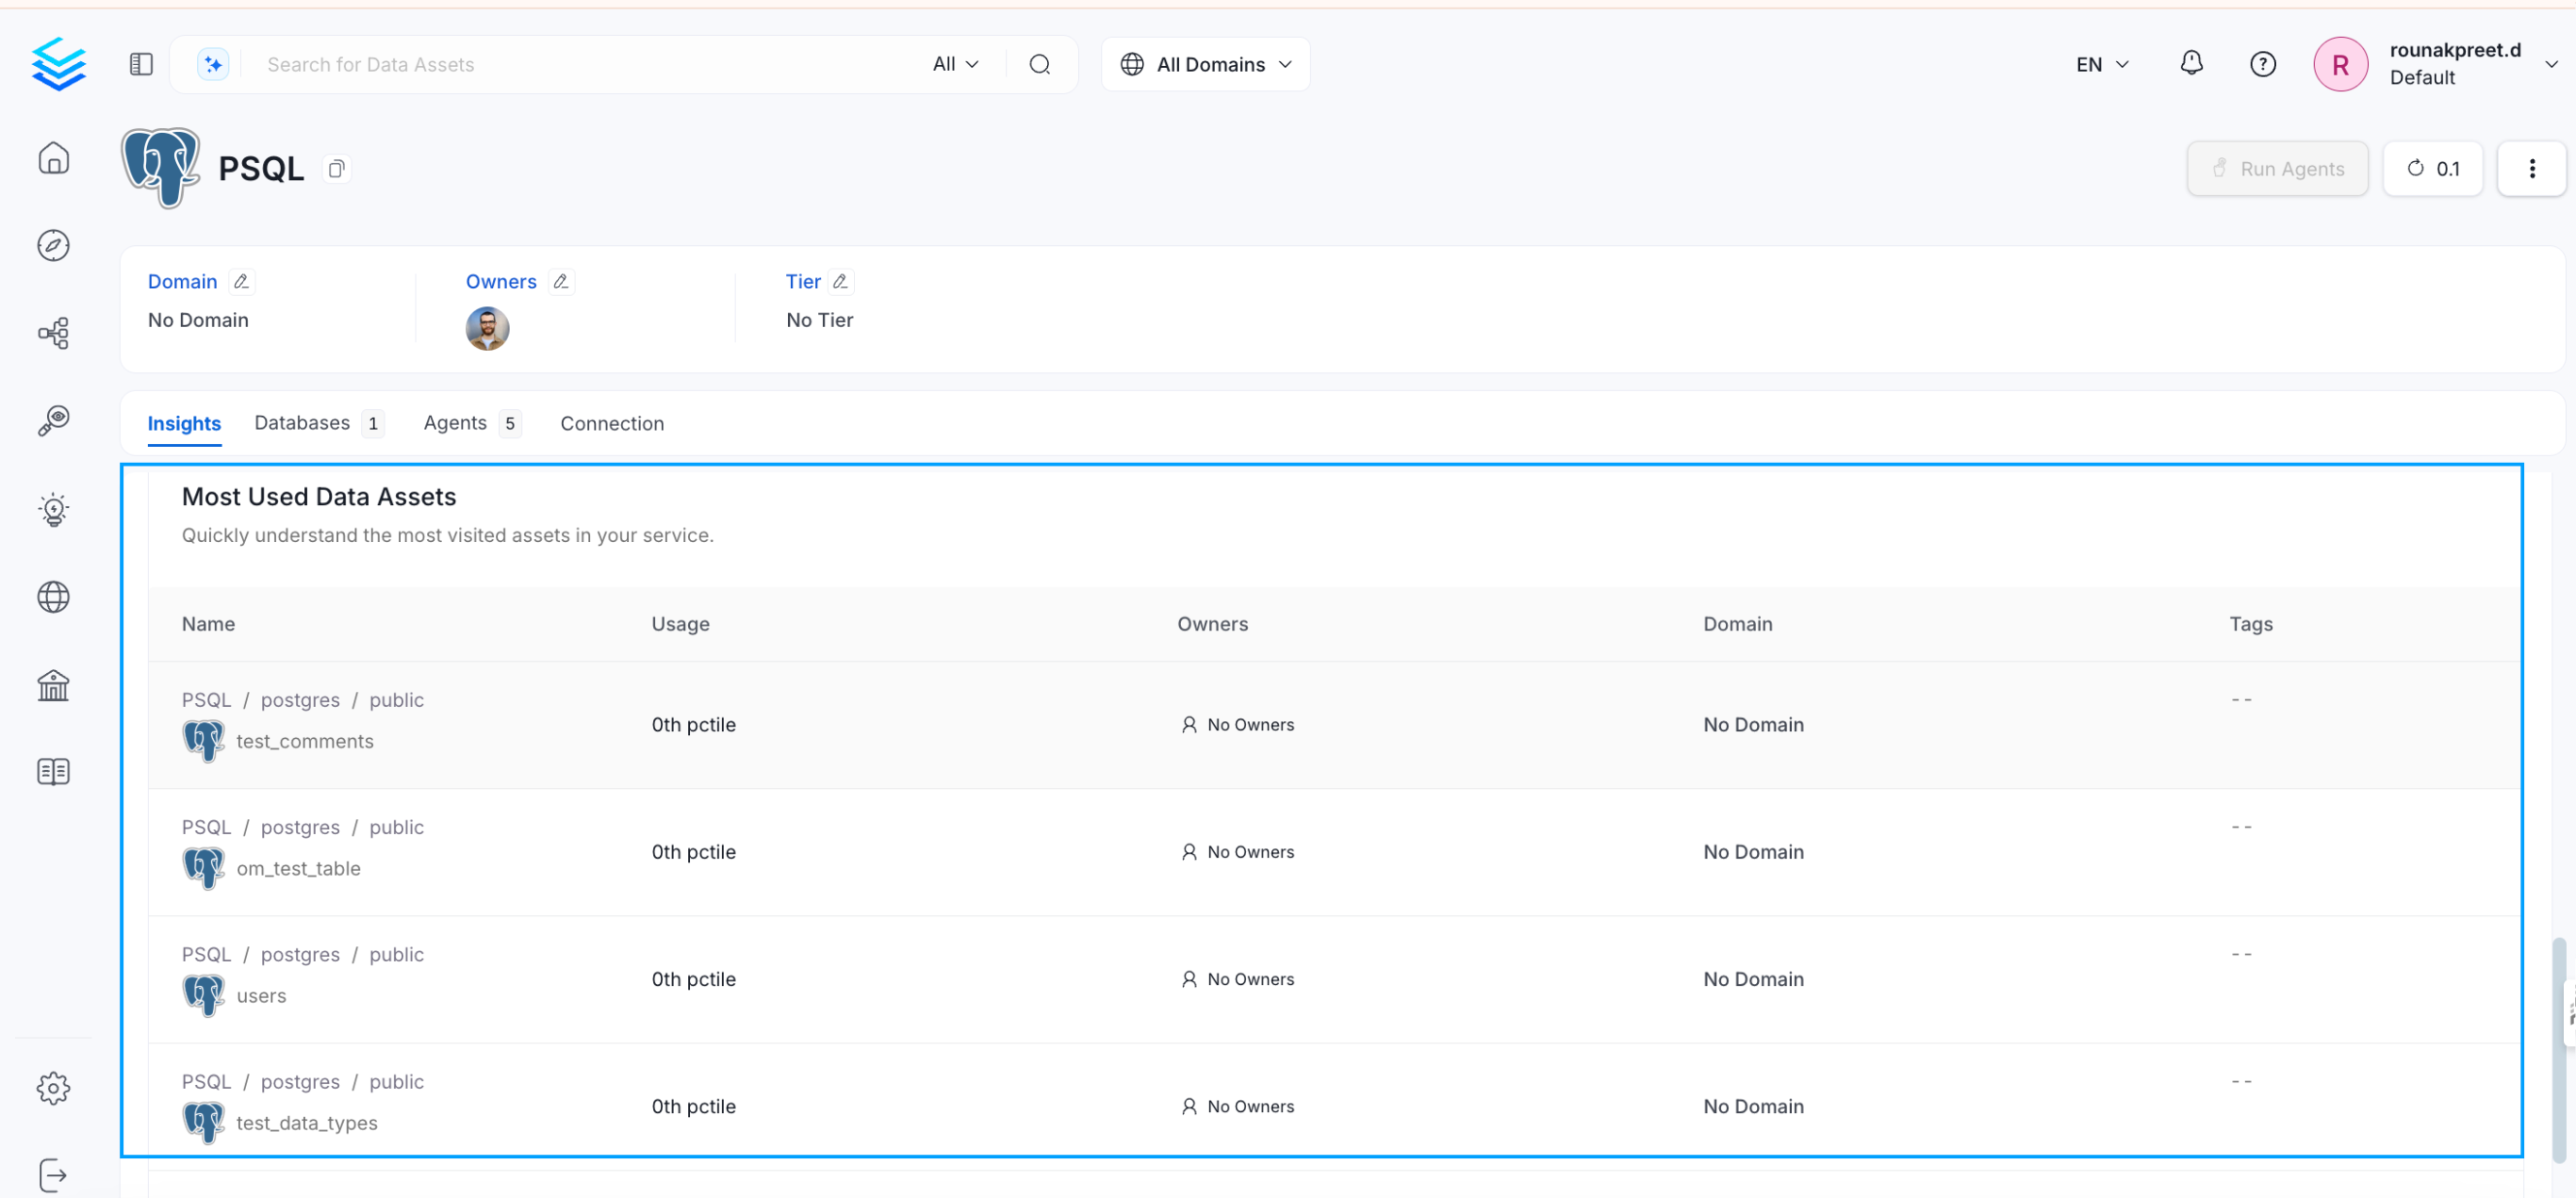 Search for Data Assets
All
All Domains
EN
R
rounakpreet.d
Default
PSQL
Run Agents
0.1
Domain
Owners
Tier
No Domain
No Tier
Insights
Databases 1
Agents 5
Connection
Most Used Data Assets
Quickly understand the most visited assets in your service.
Name Usage Owners Domain Tags
PSQL / postgres / public
test_comments
0th pctile
No Owners
No Domain
--
PSQL / postgres / public
om_test_table
0th pctile
No Owners
No Domain
--
PSQL / postgres / public
users
0th pctile
No Owners
No Domain
--
PSQL / postgres / public
test_data_types
0th pctile
No Owners
No Domain
--